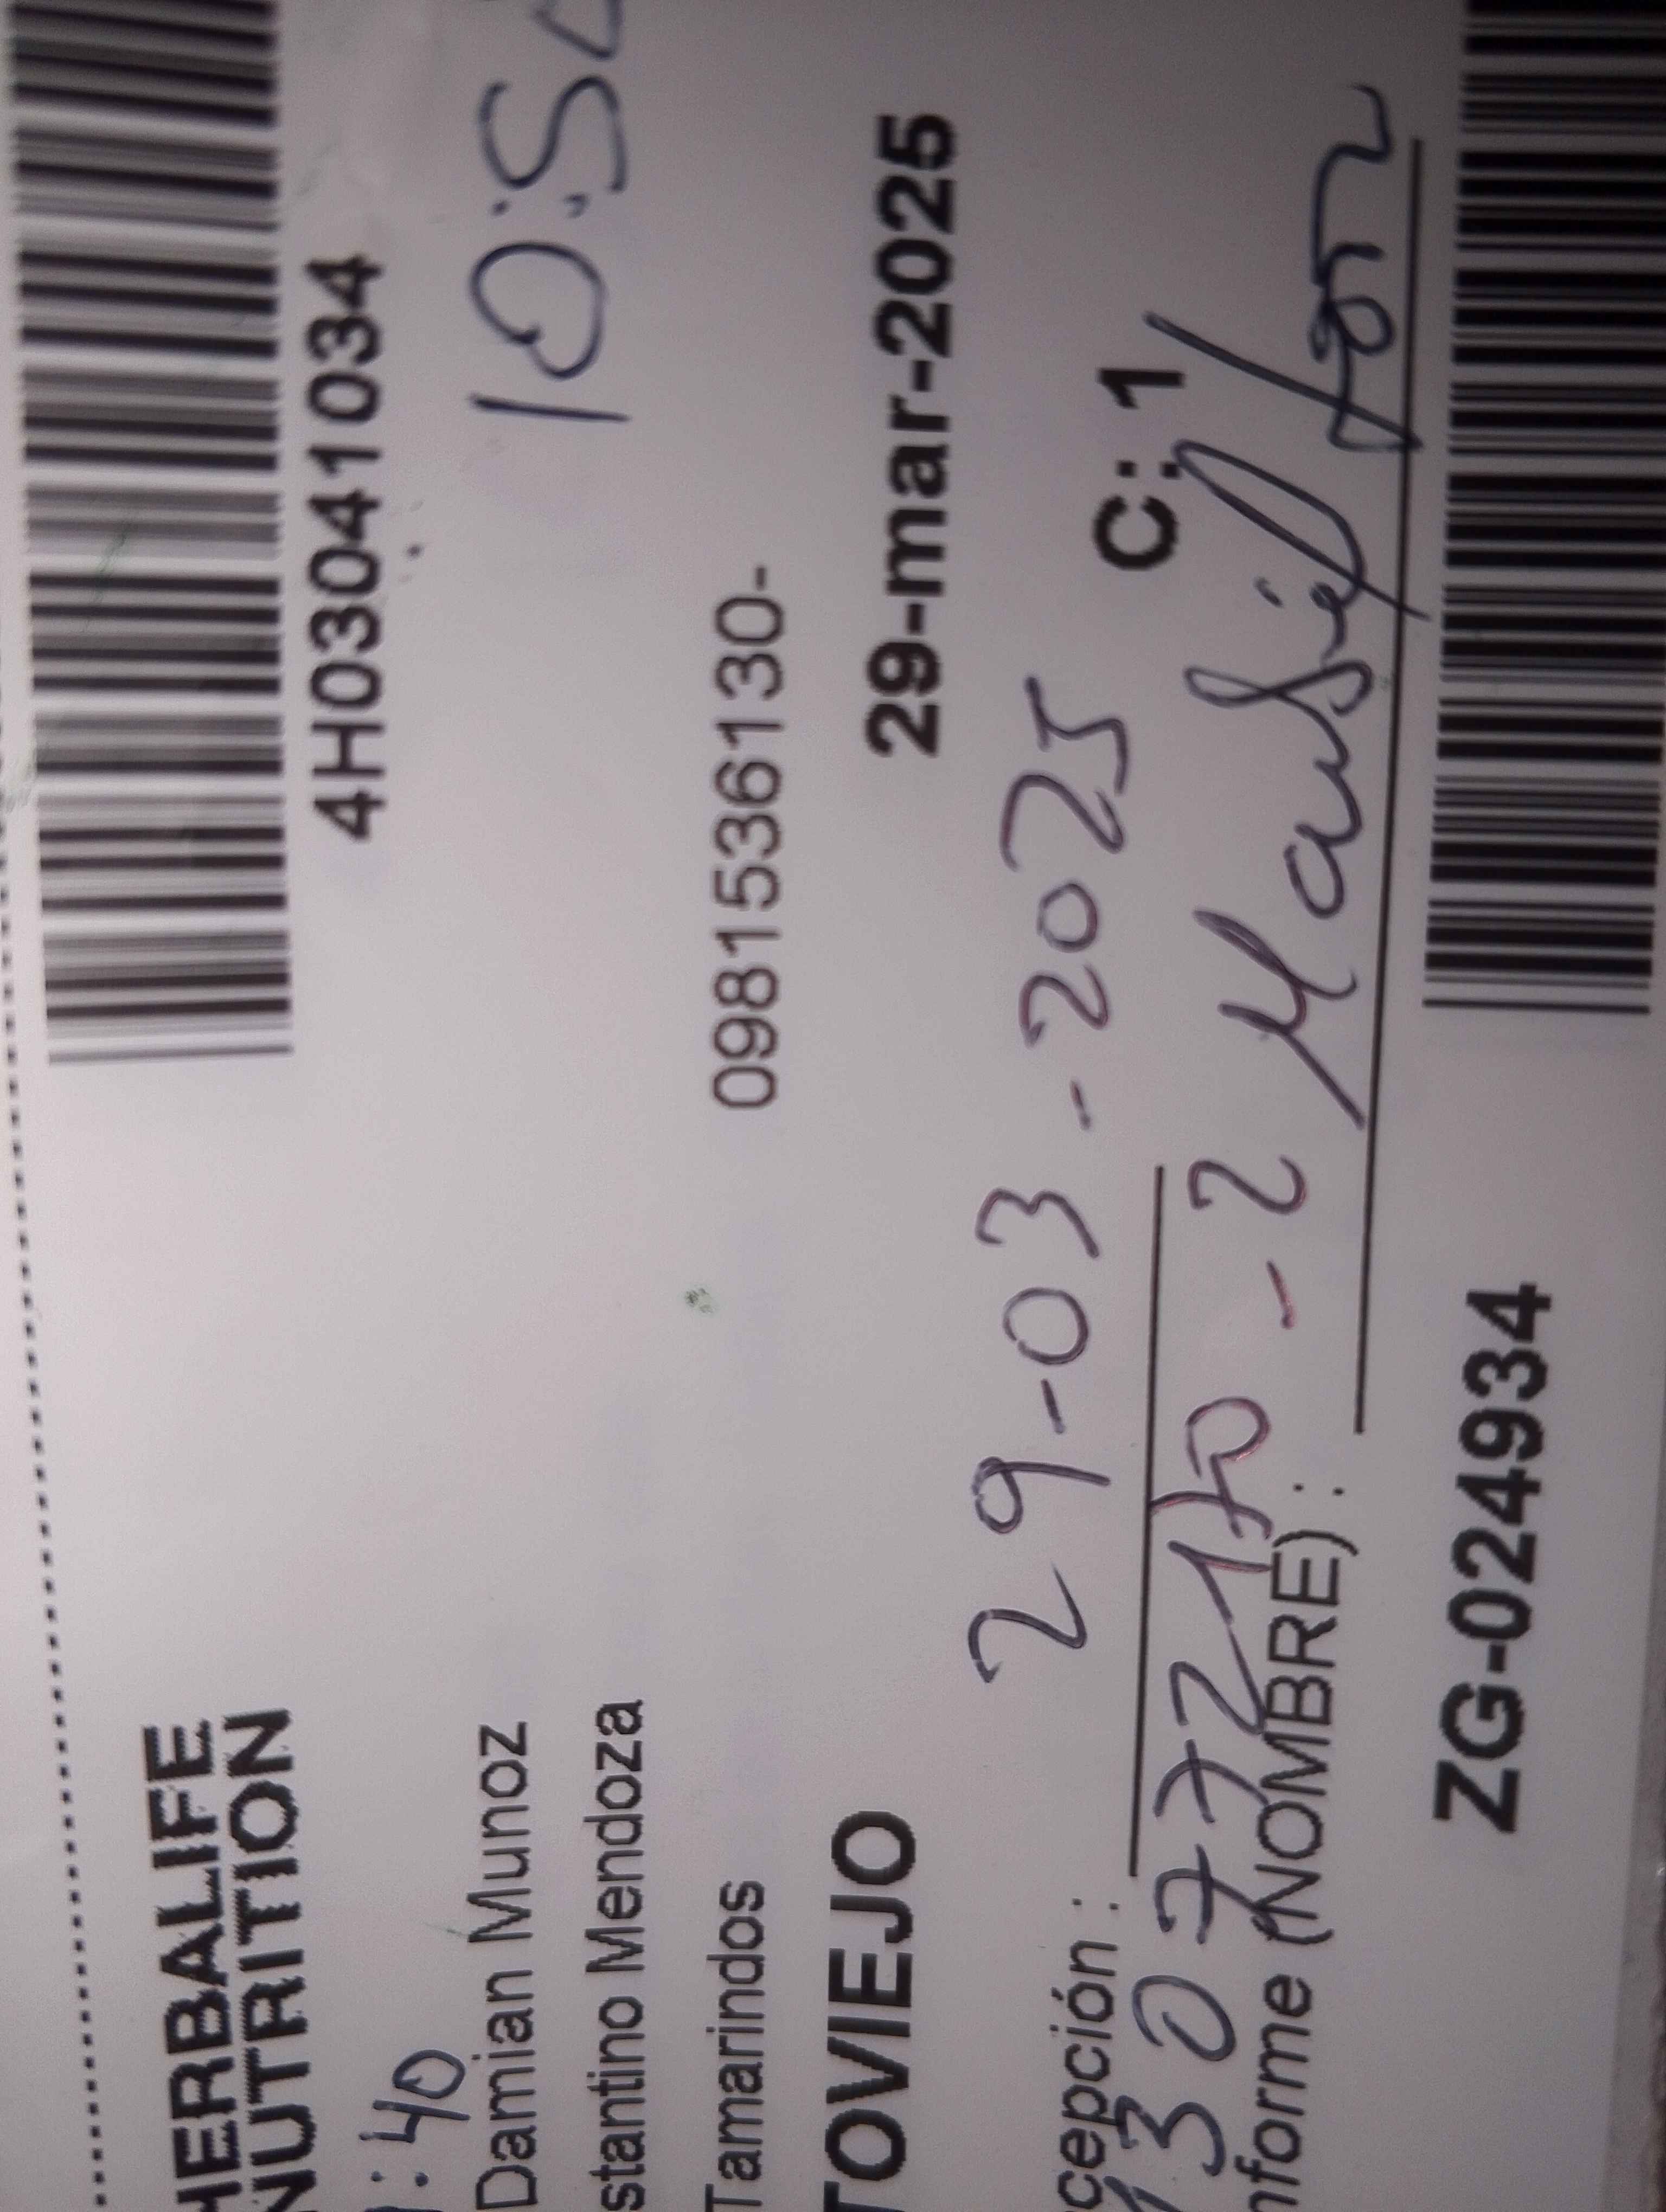 HERBALIFE
NUTRITION
4H03041034
:40
10:5
Damian Munoz
stantino Mendoza
Tamarindos
0981536130-
TOVIEJO
29-mar-2025
29-03-2025
cepción :
C: 1
nforme (NOMBRE) :
ZG-024934